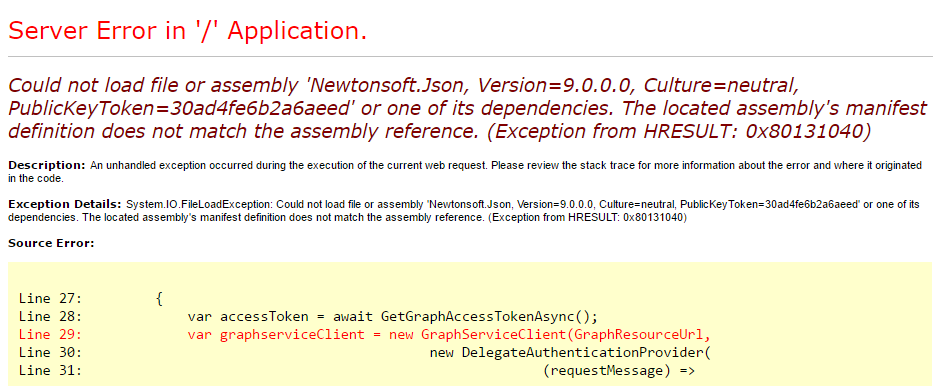 Server Error in '/' Application.
Could not load file or assembly 'Newtonsoft.Json, Version=9.0.0.0, Culture=neutral,
PublicKeyToken=30ad4fe6b2a6aeed' or one of its dependencies. The located assembly's manifest
definition does not match the assembly reference. (Exception from HRESULT: 0x80131040)
Description: An unhandled exception occurred during the execution of the current web request. Please review the stack trace for more information about the error and where it originated
in the code.
Exception Details: System.IO.FileLoadException: Could not load file or assembly 'Newtonsoft.Json, Version=9.0.0.0, Culture=neutral, PublicKeyToken=30ad4fe6b2a6aeed' or one of its
dependencies. The located assembly's manifest definition does not match the assembly reference. (Exception from HRESULT: 0x80131040)
Source Error:
Line 27:         {
Line 28:             var accessToken = await GetGraphAccessTokenAsync();
Line 29:             var graphserviceClient = new GraphServiceClient(GraphResourceUrl,
Line 30:                                           new DelegateAuthenticationProvider(
Line 31:                                                         (requestMessage) =>